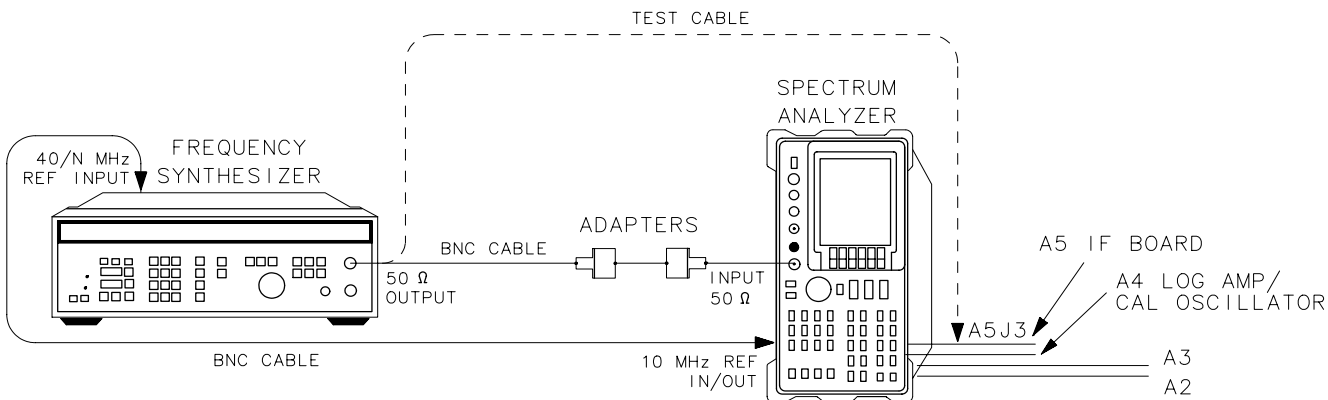 TEST CABLE
SPECTRUM
ANALYZER
40/N MHz
REF INPUT
FREQUENCY
SYNTHESIZER
ADAPTERS
BNC CABLE
50 Ω
OUTPUT
INPUT
50 Ω
A5 IF BOARD
A4 LOG AMP/
CAL OSCILLATOR
A5J3
BNC CABLE
10 MHz REF
IN/OUT
A3
A2